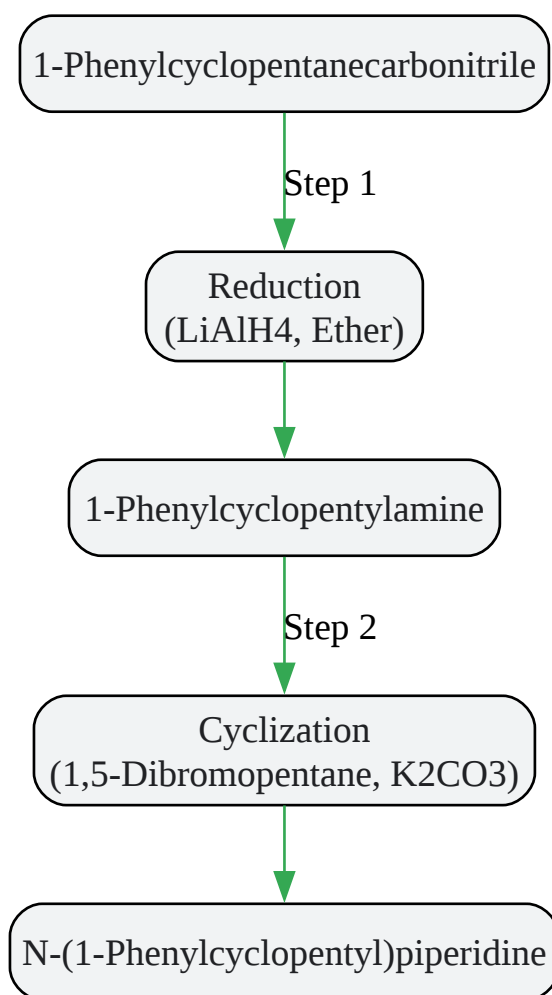 1-Phenylcyclopentanecarbonitrile
Step 1
Reduction
(LiAlH4, Ether)
1-Phenylcyclopentylamine
Step 2
Cyclization
(1,5-Dibromopentane, K2CO3)
N-(1-Phenylcyclopentyl)piperidine